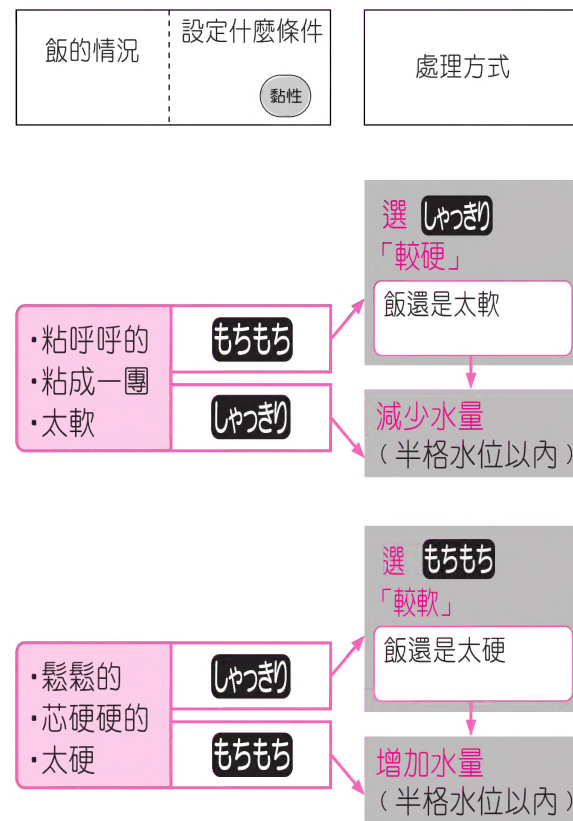 飯的情況
設定什麼條件
黏性
處理方式
・粘呼呼的
・粘成一團
・太軟
もちもち
しゃっきり
選 しゃっきり
「較硬」
飯還是太軟
減少水量
（半格水位以內）
・鬆鬆的
・芯硬硬的
・太硬
しゃっきり
もちもち
選 もちもち
「較軟」
飯還是太硬
增加水量
（半格水位以內）